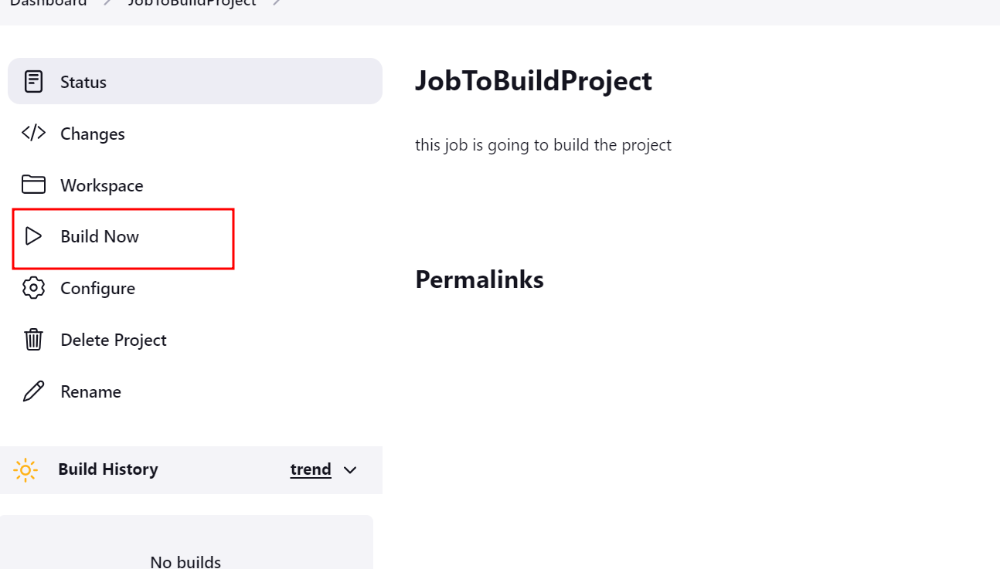 Dashboard > JobToBuildProject >
Status
Changes
Workspace
Build Now
Configure
Delete Project
Rename
Build History trend
No builds
JobToBuildProject
this job is going to build the project
Permalinks